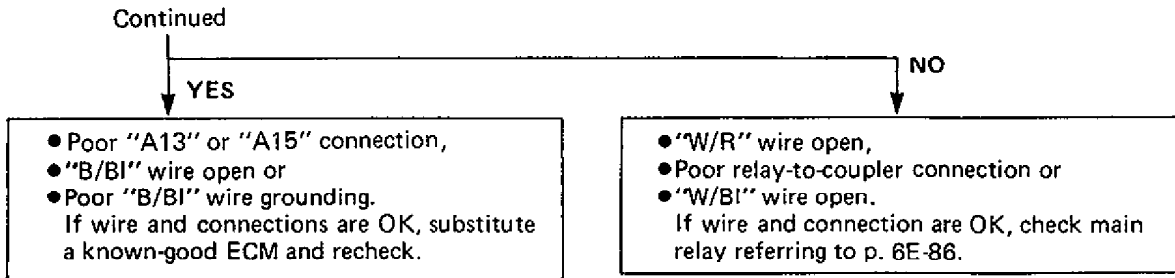 Continued
YES
NO
●Poor "A13" or "A15" connection,
●"B/Bl" wire open or
●Poor "B/Bl" wire grounding.
If wire and connections are OK, substitute
a known-good ECM and recheck.
●"W/R" wire open,
●Poor relay-to-coupler connection or
●"W/Bl" wire open.
If wire and connection are OK, check main
relay referring to p. 6E-86.